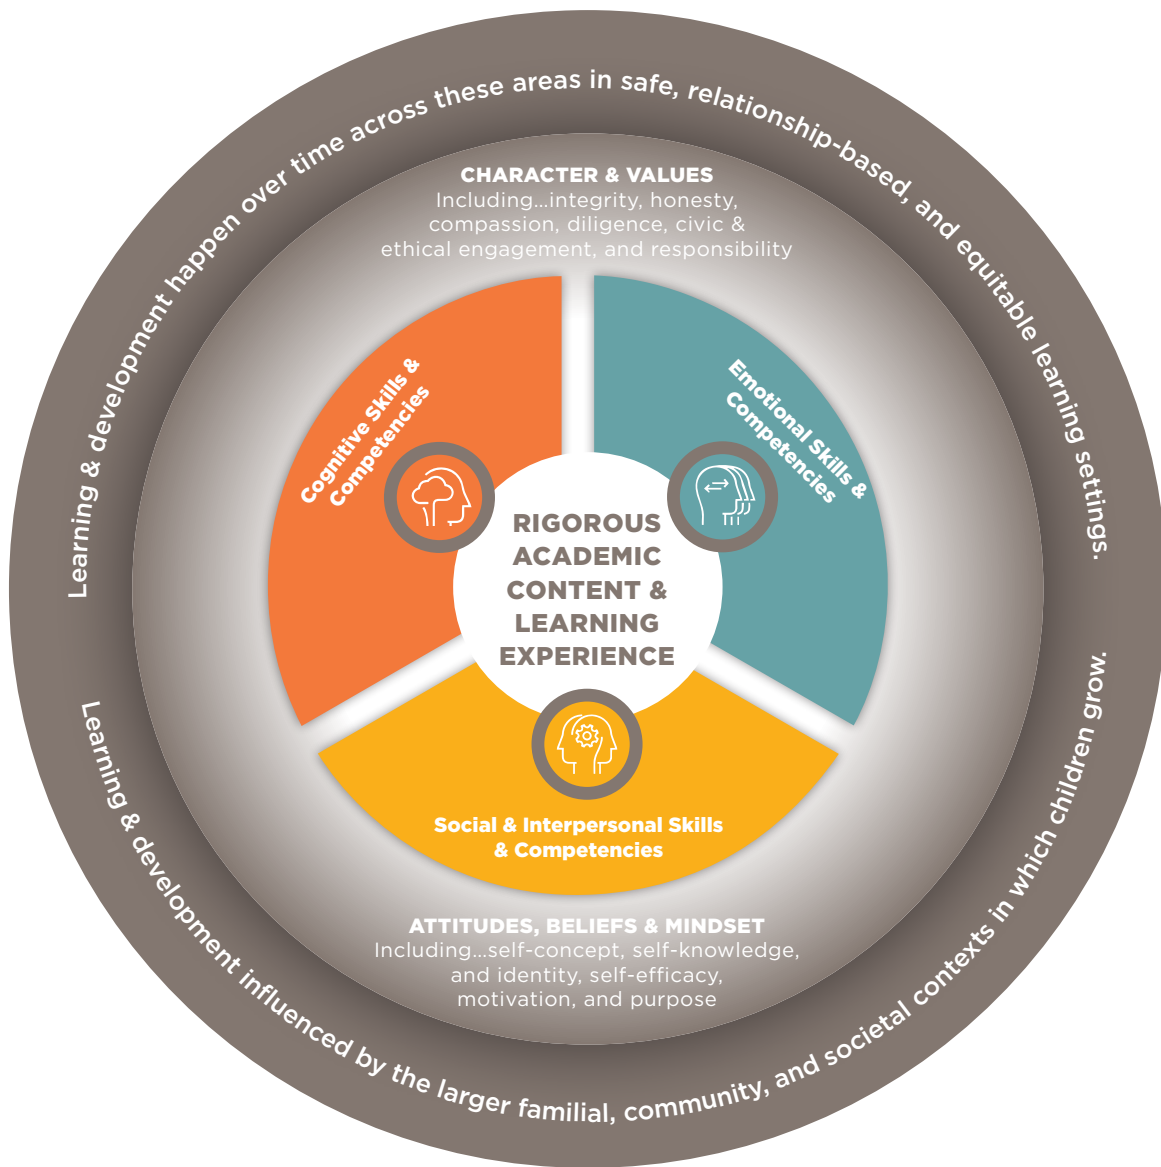 Learning & development happen over time across these areas in safe, relationship-based, and equitable learning settings.
CHARACTER & VALUES
Including...integrity, honesty,
compassion, diligence, civic &
ethical engagement, and responsibility
Cognitive Skills &
Competencies
Emotional Skills &
Competencies
RIGOROUS
ACADEMIC
CONTENT &
LEARNING
EXPERIENCE
Social & Interpersonal Skills
& Competencies
ATTITUDES, BELIEFS & MINDSET
Including...self-concept, self-knowledge,
and identity, self-efficacy,
motivation, and purpose
Learning & development influenced by the larger familial, community, and societal contexts in which children grow.